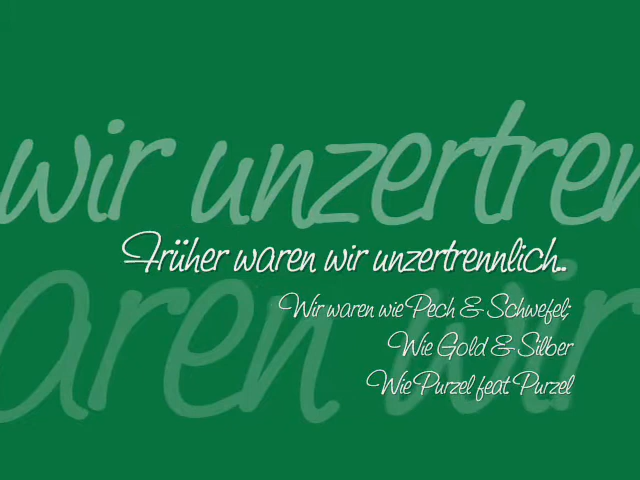 wir unzertren
Früher waren wir unzertrennlich..
aren wir
Wir waren wie Pech & Schwefel;
Wie Gold & Silber
Wie Purzel feat. Purzel